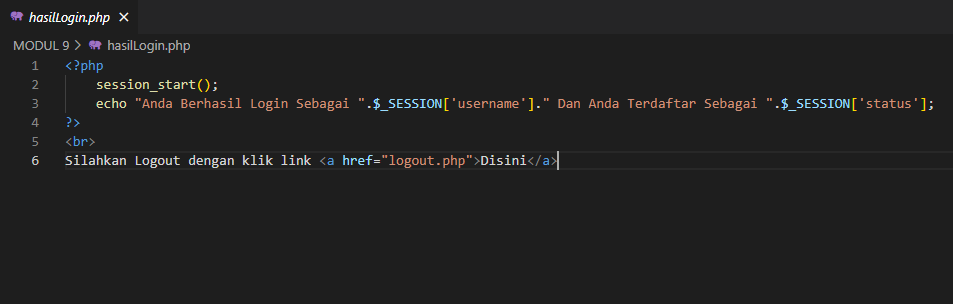 hasilLogin.php ✕
MODUL 9 > hasilLogin.php
1 <?php
2 session_start();
3 echo "Anda Berhasil Login Sebagai ".$_SESSION['username']." Dan Anda Terdaftar Sebagai ".$_SESSION['status'];
4 ?>
5 <br>
6 Silahkan Logout dengan klik link <a href="logout.php">Disini</a>